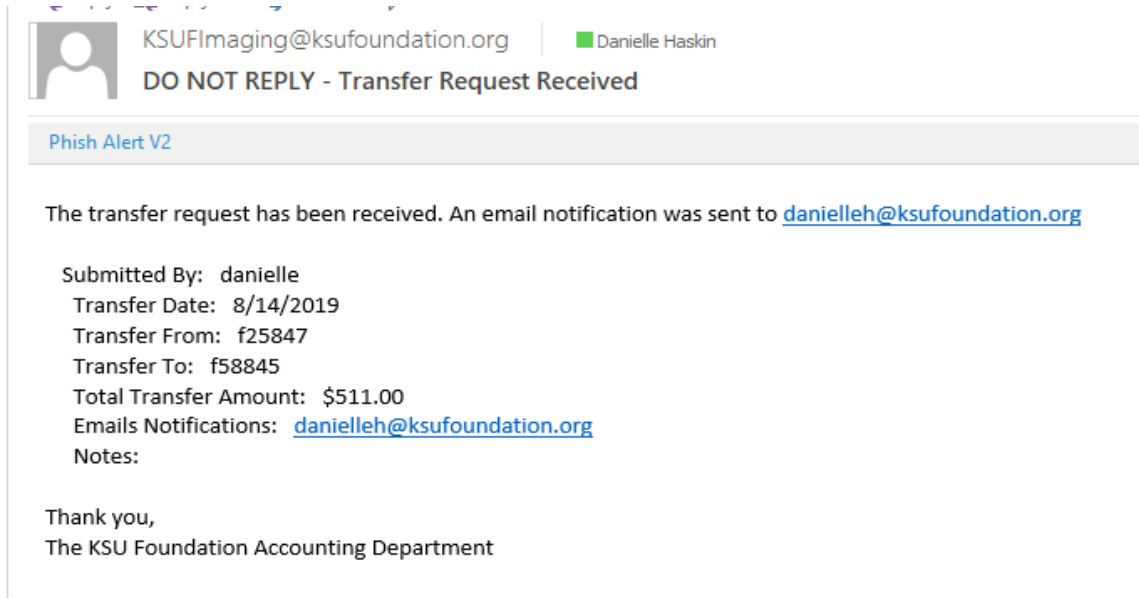 KSUFImaging@ksufoundation.org Danielle Haskin
DO NOT REPLY - Transfer Request Received
Phish Alert V2
The transfer request has been received. An email notification was sent to danielleh@ksufoundation.org
Submitted By: danielle
Transfer Date: 8/14/2019
Transfer From: f25847
Transfer To: f58845
Total Transfer Amount: $511.00
Emails Notifications: danielleh@ksufoundation.org
Notes:
Thank you,
The KSU Foundation Accounting Department